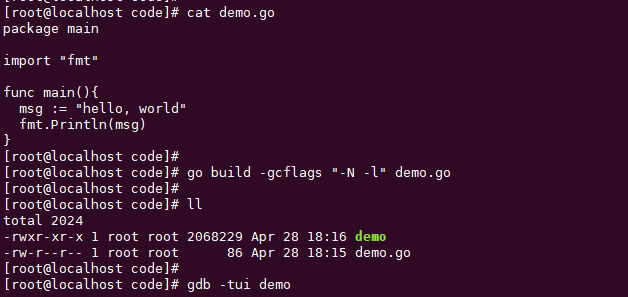 [root@localhost code]#
[root@localhost code]# cat demo.go
package main
import "fmt"
func main(){
  msg := "hello, world"
  fmt.Println(msg)
}
[root@localhost code]#
[root@localhost code]# go build -gcflags "-N -l" demo.go
[root@localhost code]#
[root@localhost code]# ll
total 2024
-rwxr-xr-x 1 root root 2068229 Apr 28 18:16 demo
-rw-r--r-- 1 root root      86 Apr 28 18:15 demo.go
[root@localhost code]#
[root@localhost code]# gdb -tui demo